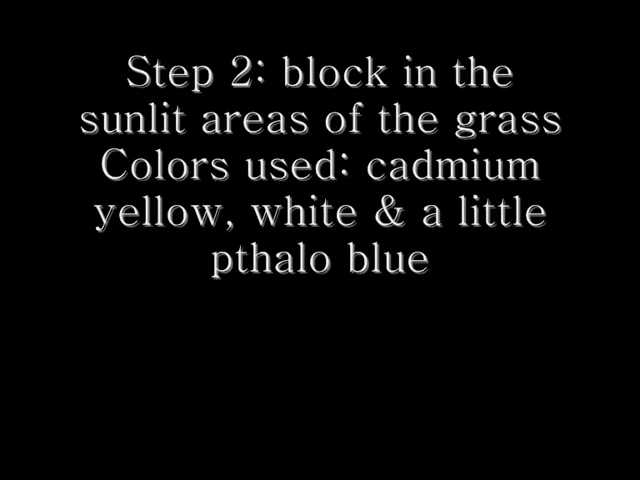 Step 2: block in the
sunlit areas of the grass
Colors used: cadmium
yellow, white & a little
pthalo blue